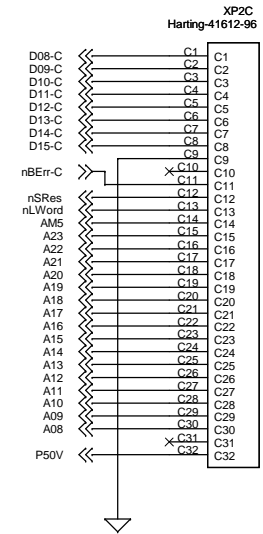 XP2C
Harting-41612-96
D08-C C1 C1
D09-C C2 C2
D10-C C3 C3
D11-C C4 C4
D12-C C5 C5
D13-C C6 C6
D14-C C7 C7
D15-C C8 C8
C9 C9
nBErr-C C10 C10
C11 C11
nSRes C12 C12
nLWord C13 C13
AM5 C14 C14
A23 C15 C15
A22 C16 C16
A21 C17 C17
A20 C18 C18
A19 C19 C19
A18 C20 C20
A17 C21 C21
A16 C22 C22
A15 C23 C23
A14 C24 C24
A13 C25 C25
A12 C26 C26
A11 C27 C27
A10 C28 C28
A09 C29 C29
A08 C30 C30
C31 C31
P50V C32 C32